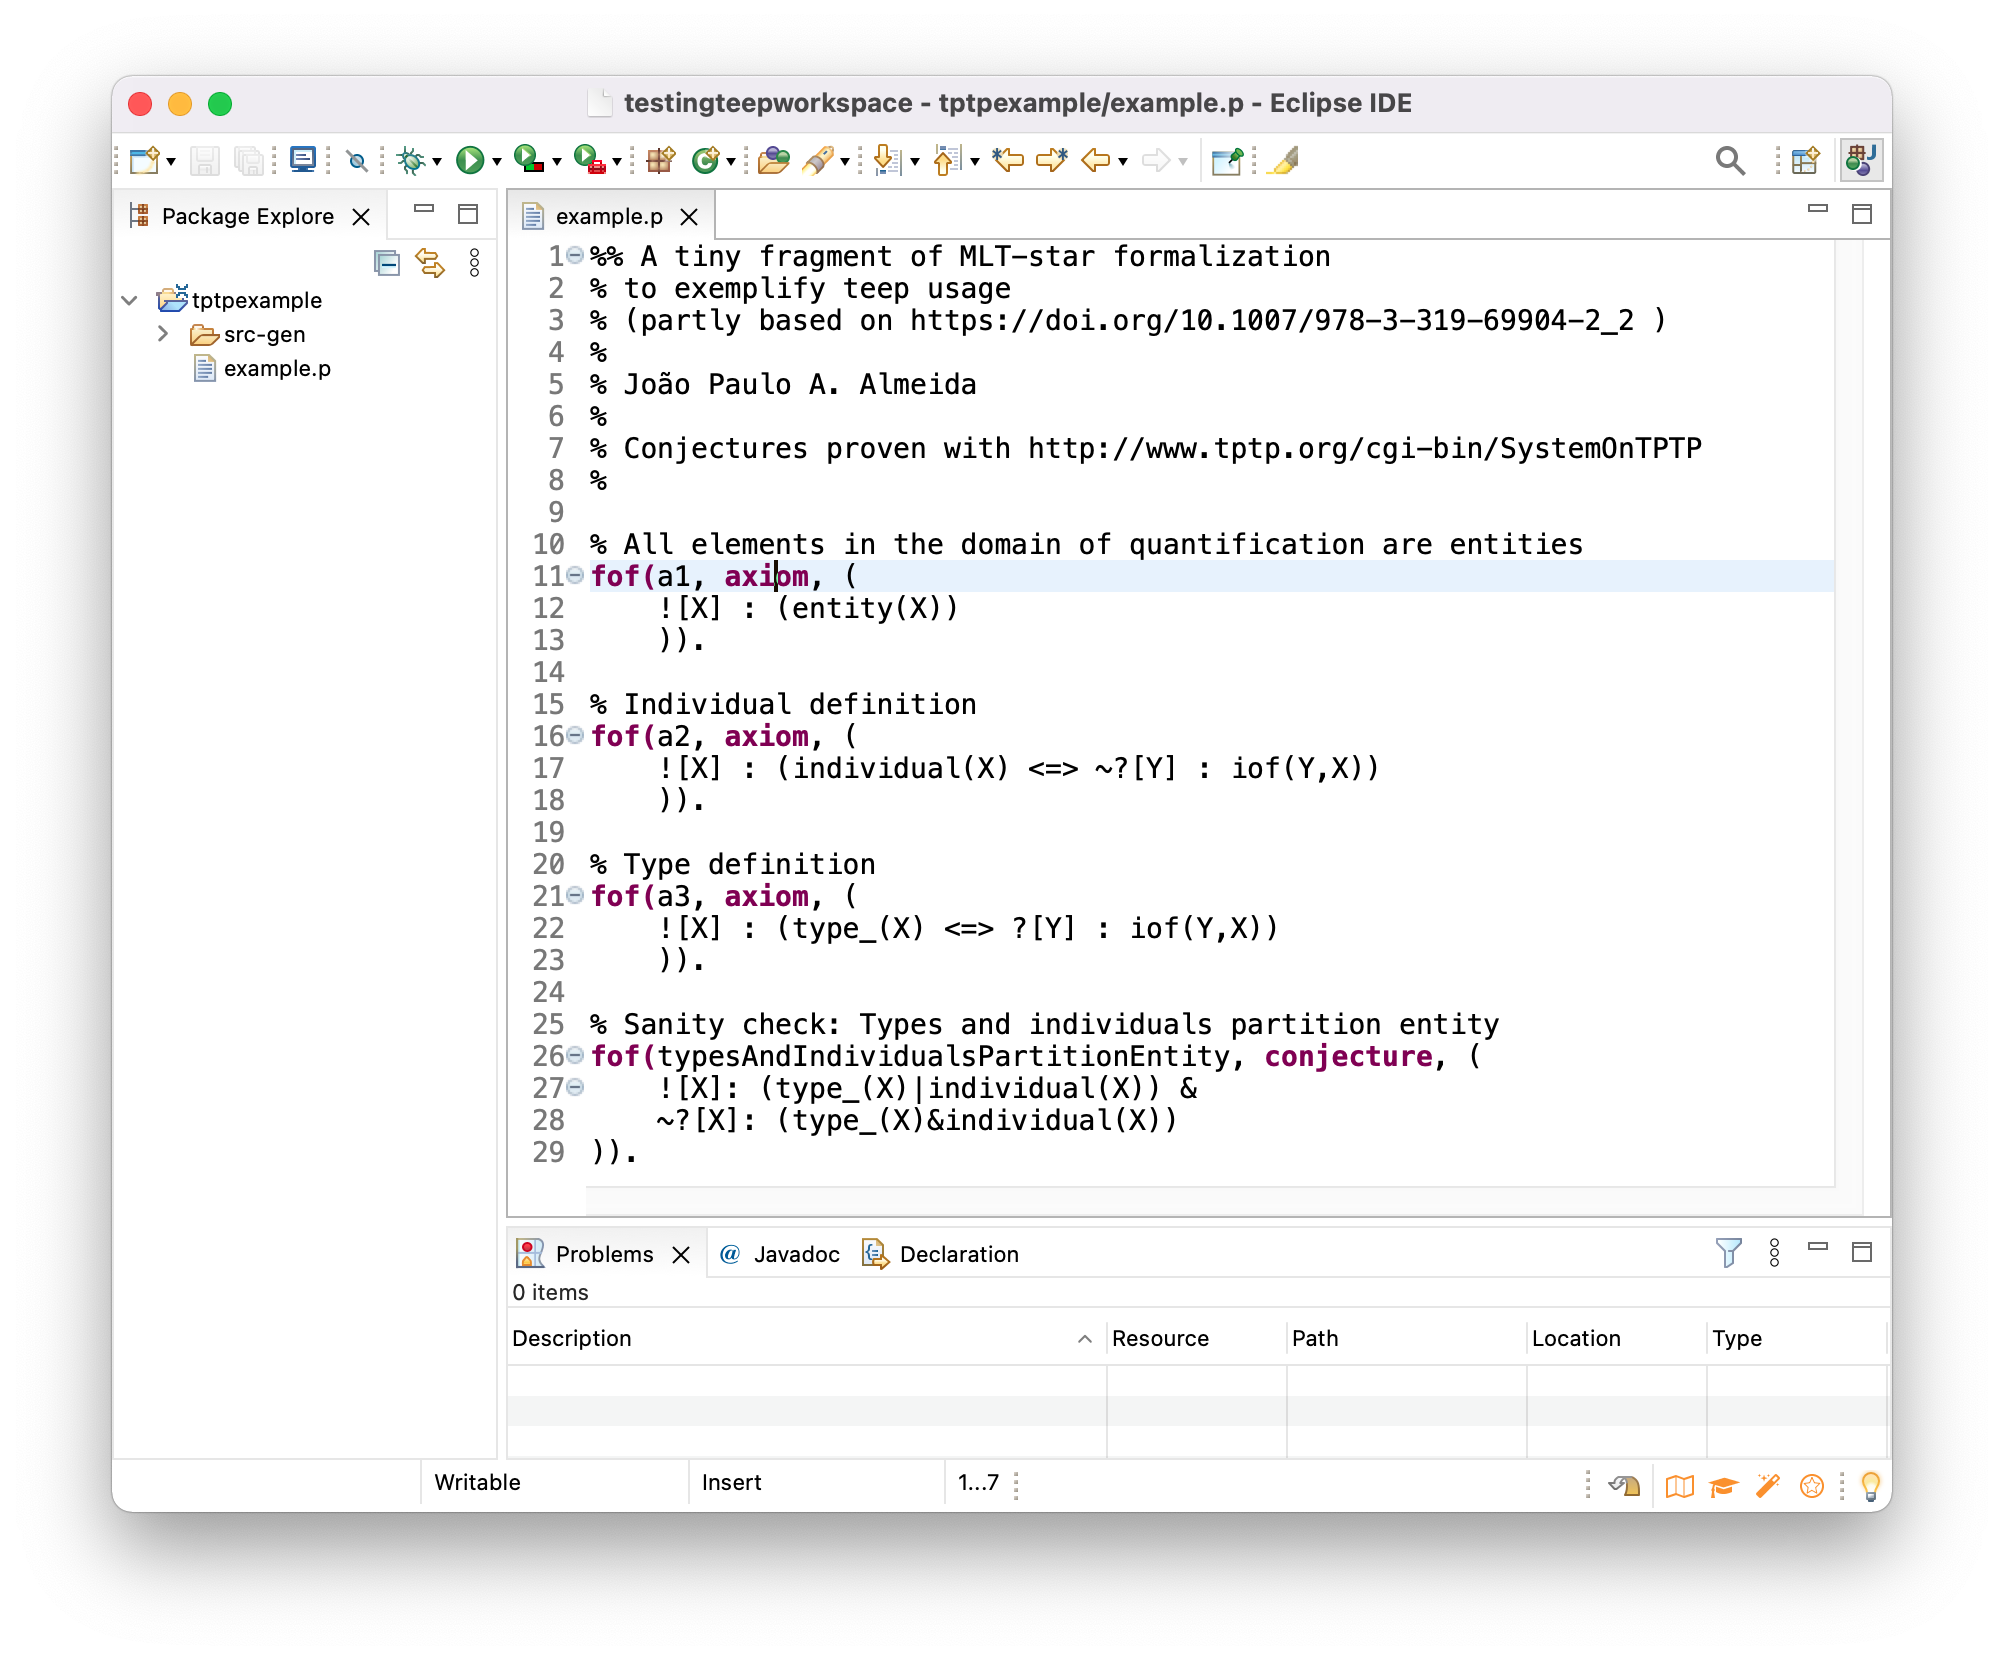 testingteepworkspace - tptpexample/example.p - Eclipse IDE
Package Explore
tptpexample
src-gen
example.p
example.p
1 %% A tiny fragment of MLT-star formalization
2 % to exemplify teep usage
3 % (partly based on https://doi.org/10.1007/978-3-319-69904-2_2 )
4 %
5 % João Paulo A. Almeida
6 %
7 % Conjectures proven with http://www.tptp.org/cgi-bin/SystemOnTPTP
8 %
9
10 % All elements in the domain of quantification are entities
11 fof(a1, axiom, (
12 ![X] : (entity(X))
13 )).
14
15 % Individual definition
16 fof(a2, axiom, (
17 ![X] : (individual(X) <=> ~?[Y] : iof(Y,X))
18 )).
19
20 % Type definition
21 fof(a3, axiom, (
22 ![X] : (type_(X) <=> ?[Y] : iof(Y,X))
23 )).
24
25 % Sanity check: Types and individuals partition entity
26 fof(typesAndIndividualsPartitionEntity, conjecture, (
27 ![X]: (type_(X)|individual(X)) &
28 ~?[X]: (type_(X)&individual(X))
29 )).
Problems @ Javadoc Declaration
0 items
Description Resource Path Location Type
Writable Insert 1...7